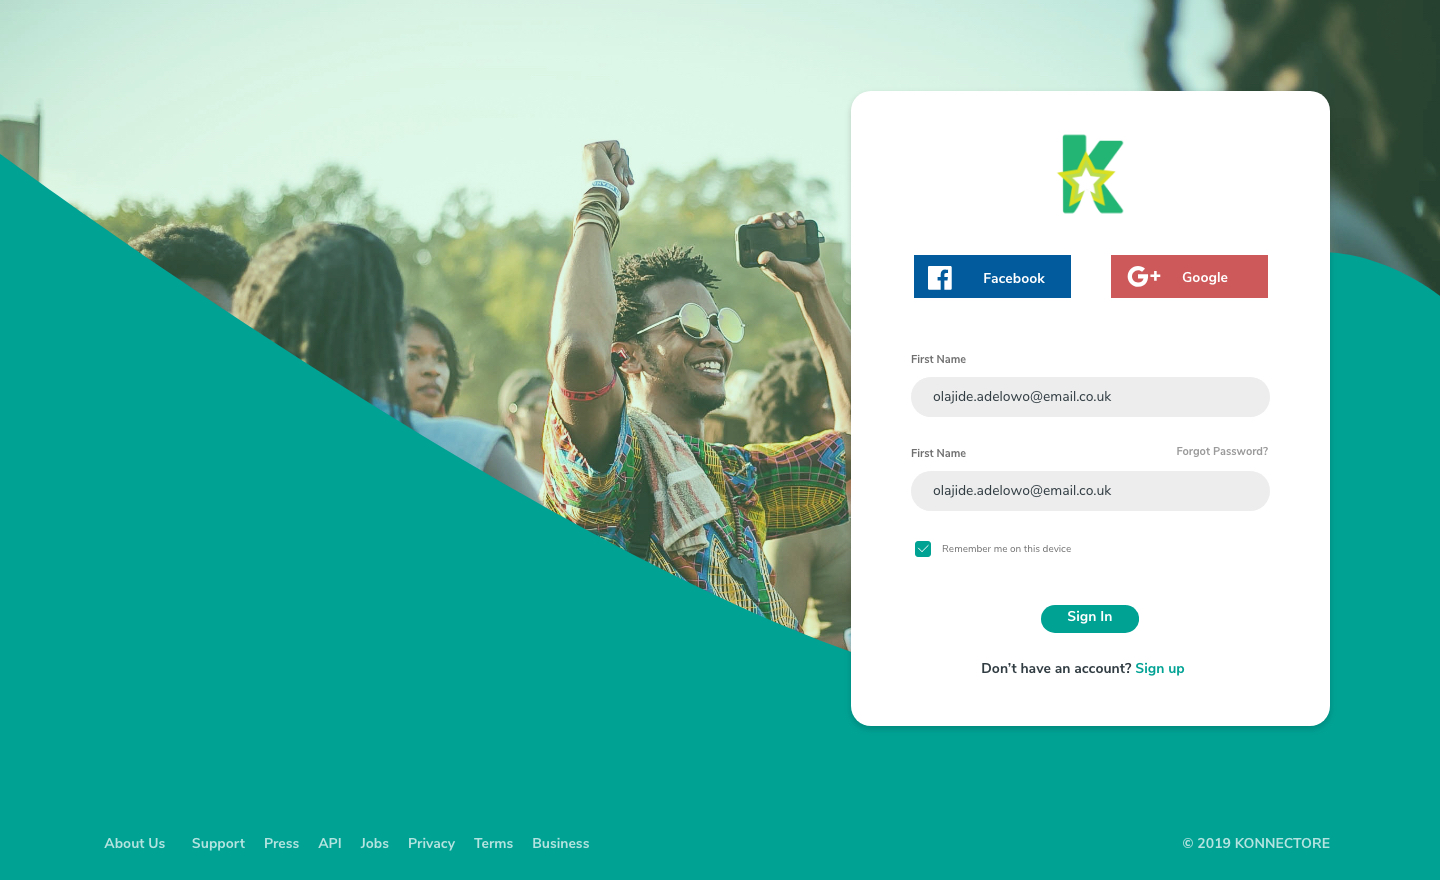 K
Facebook
G+ Google
First Name
olajide.adelowo@email.co.uk
First Name Forgot Password?
olajide.adelowo@email.co.uk
Remember me on this device
Sign In
Don't have an account? Sign up
About Us Support Press API Jobs Privacy Terms Business © 2019 KONNECTORE